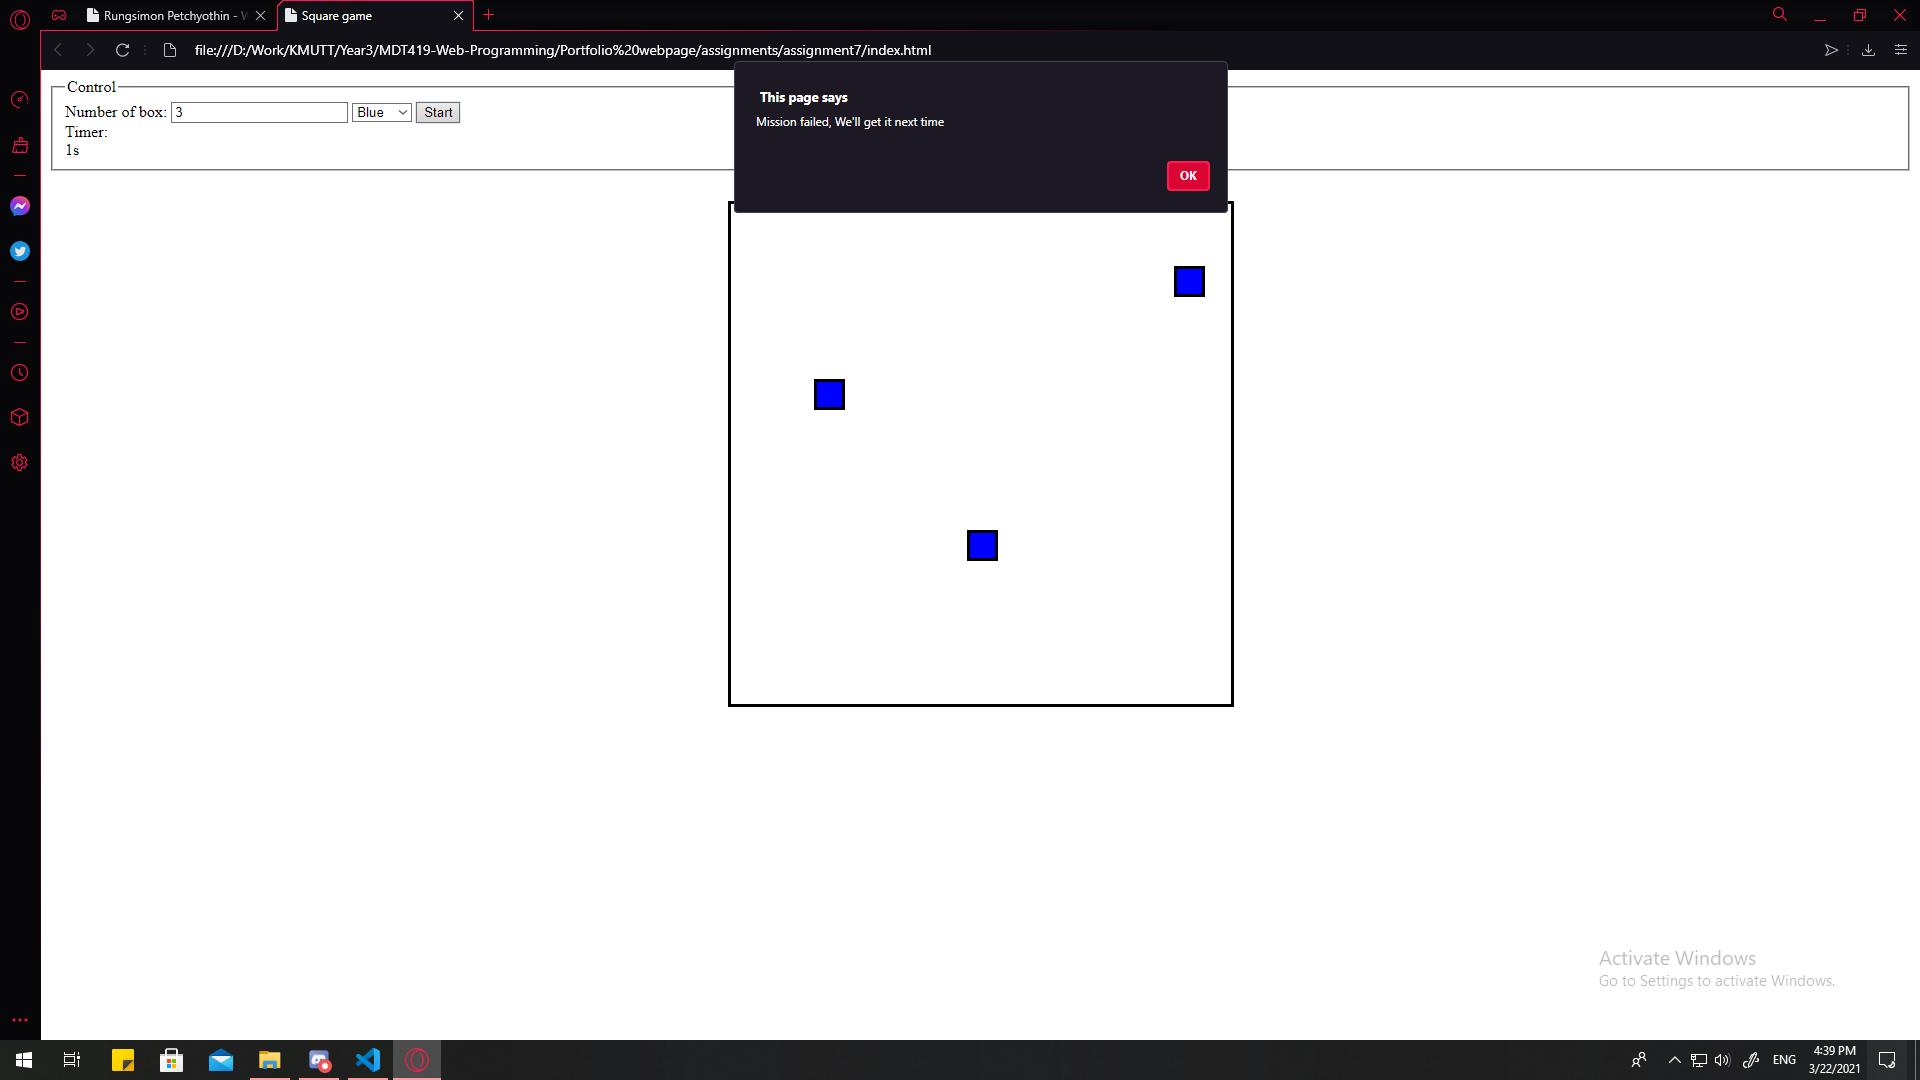 Rungsimon Petchyothin - W
Square game
file:///D:/Work/KMUTT/Year3/MDT419-Web-Programming/Portfolio%20webpage/assignments/assignment7/index.html
Control
Number of box: 3 Blue Start
Timer:
1s
This page says
Mission failed, We'll get it next time
OK
Activate Windows
Go to Settings to activate Windows.
ENG
4:39 PM
3/22/2021